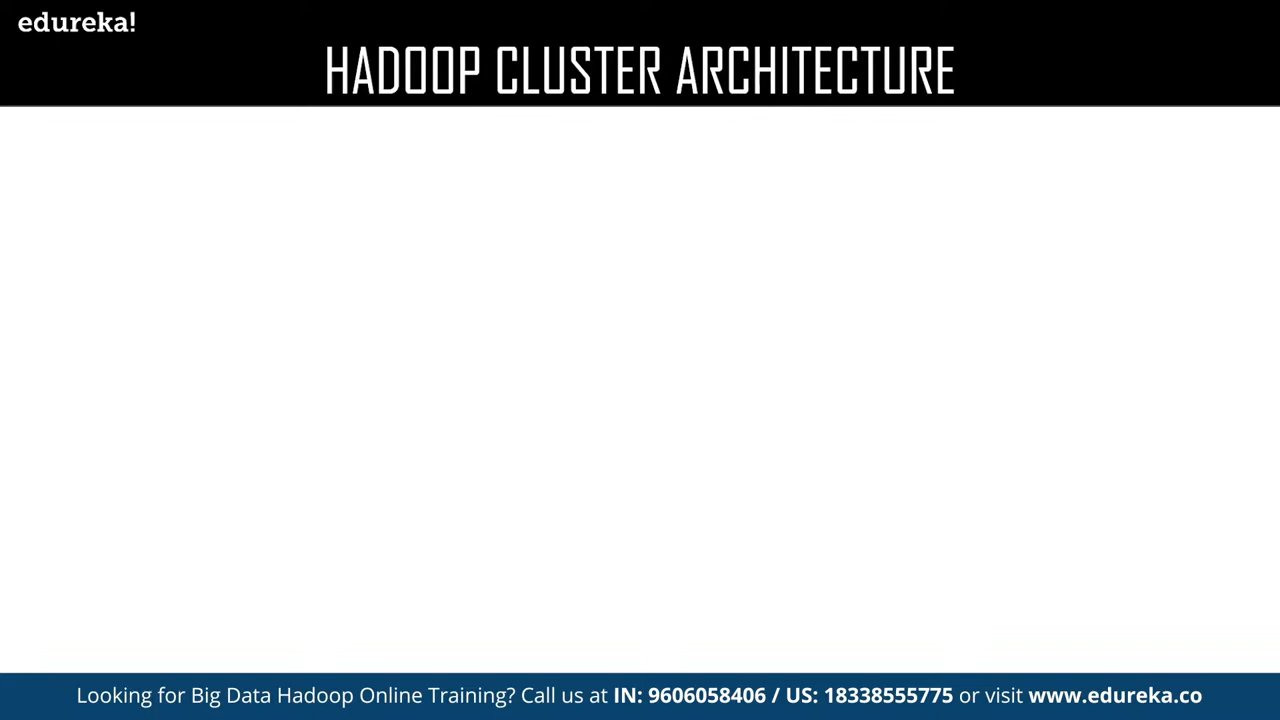 edureka!
HADOOP CLUSTER ARCHITECTURE
Looking for Big Data Hadoop Online Training? Call us at IN: 9606058406 / US: 18338555775 or visit www.edureka.co